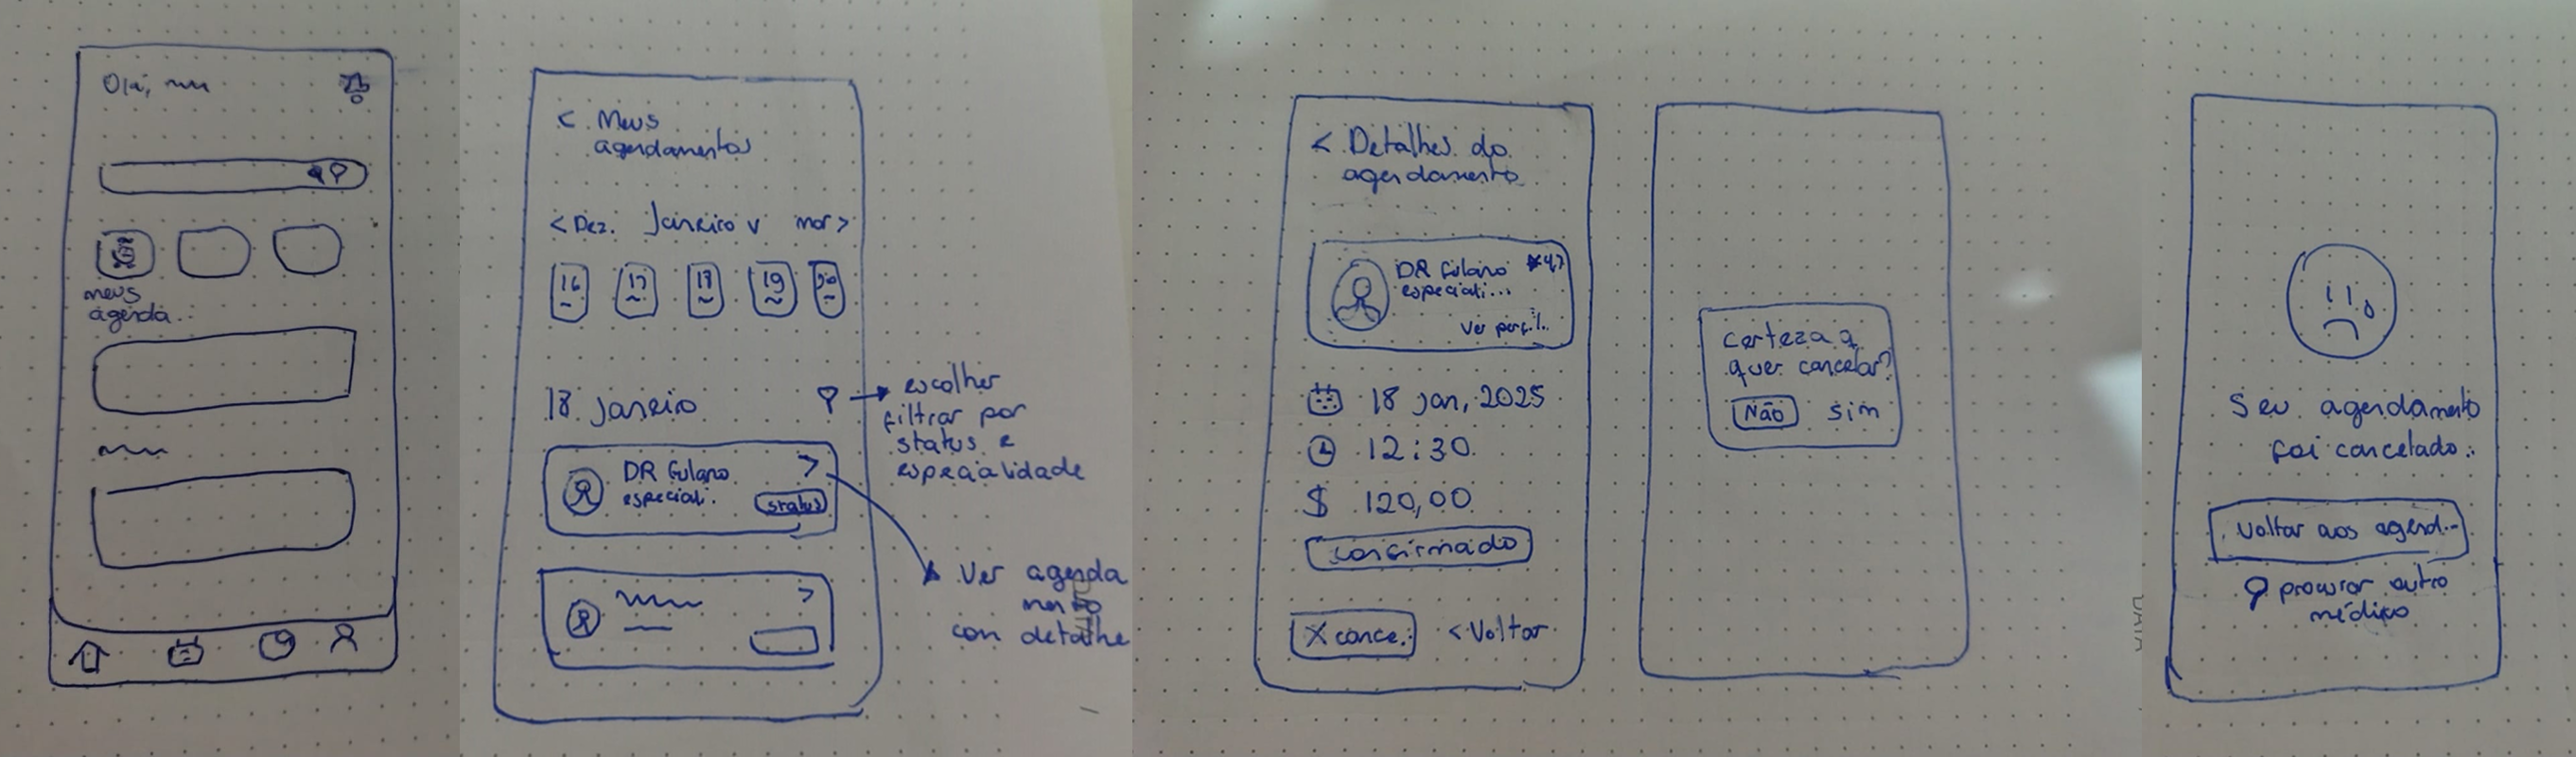 Olá,
meus
agenda..
< Meus
agendamentos
< Dez. Janeiro v mar >
16 17 18 19 20
18 Janeiro
escolher
filtrar por
status e
especialidade
DR Fulano >
especiali.
status
>
Ver agenda
mento
con detalhe
< Detalhes do
agendamento
DR Fulano 4,7
especiali...
Ver perfil.
18 jan, 2025
12:30
$ 120,00
confirmado
X cance.: < Voltar
certeza q
quer cancelar?
Não sim
Seu agendamento
foi cancelado:
Voltar aos agend...
procurar outro
médico